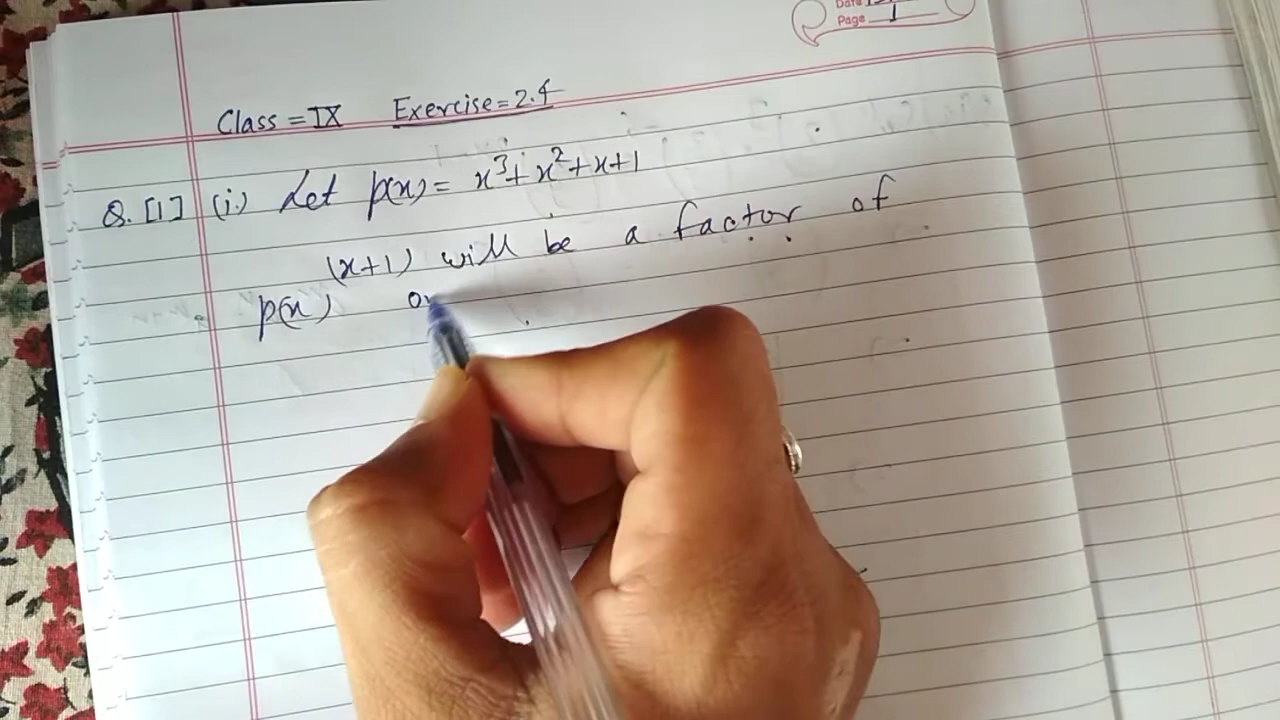 Date
Page 1
Class = IX Exercise = 2.4
Q. [1] (i) Let p(x) = x³ + x² + x + 1
(x+1) will be a factor of
p(x)